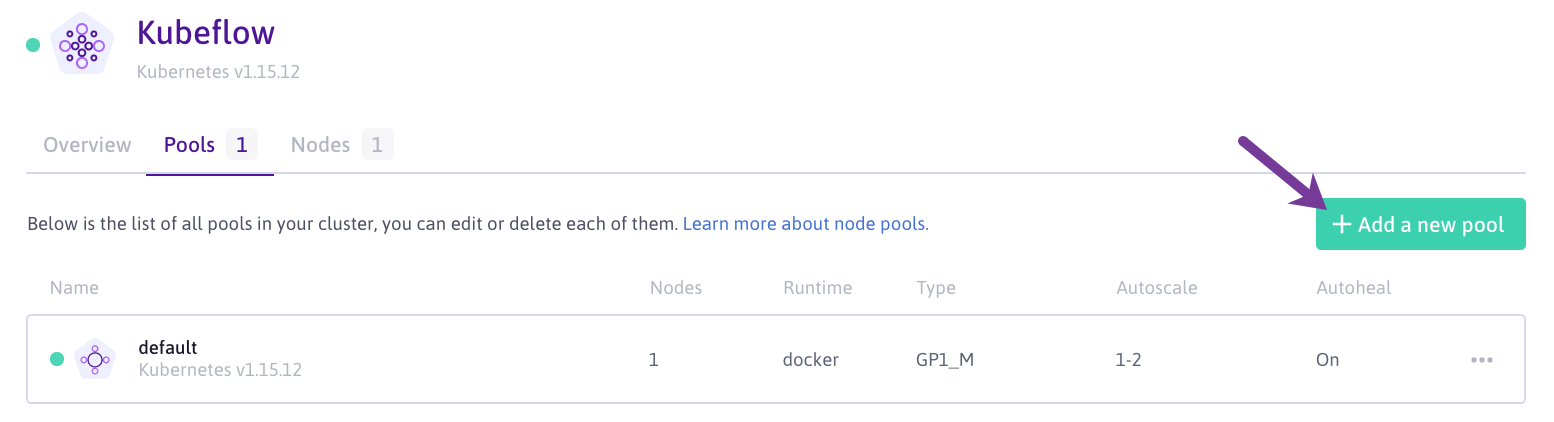 Kubeflow
Kubernetes v1.15.12
Overview Pools 1 Nodes 1
Below is the list of all pools in your cluster, you can edit or delete each of them. Learn more about node pools.
+ Add a new pool
Name Nodes Runtime Type Autoscale Autoheal
default
Kubernetes v1.15.12
1 docker GP1_M 1-2 On •••